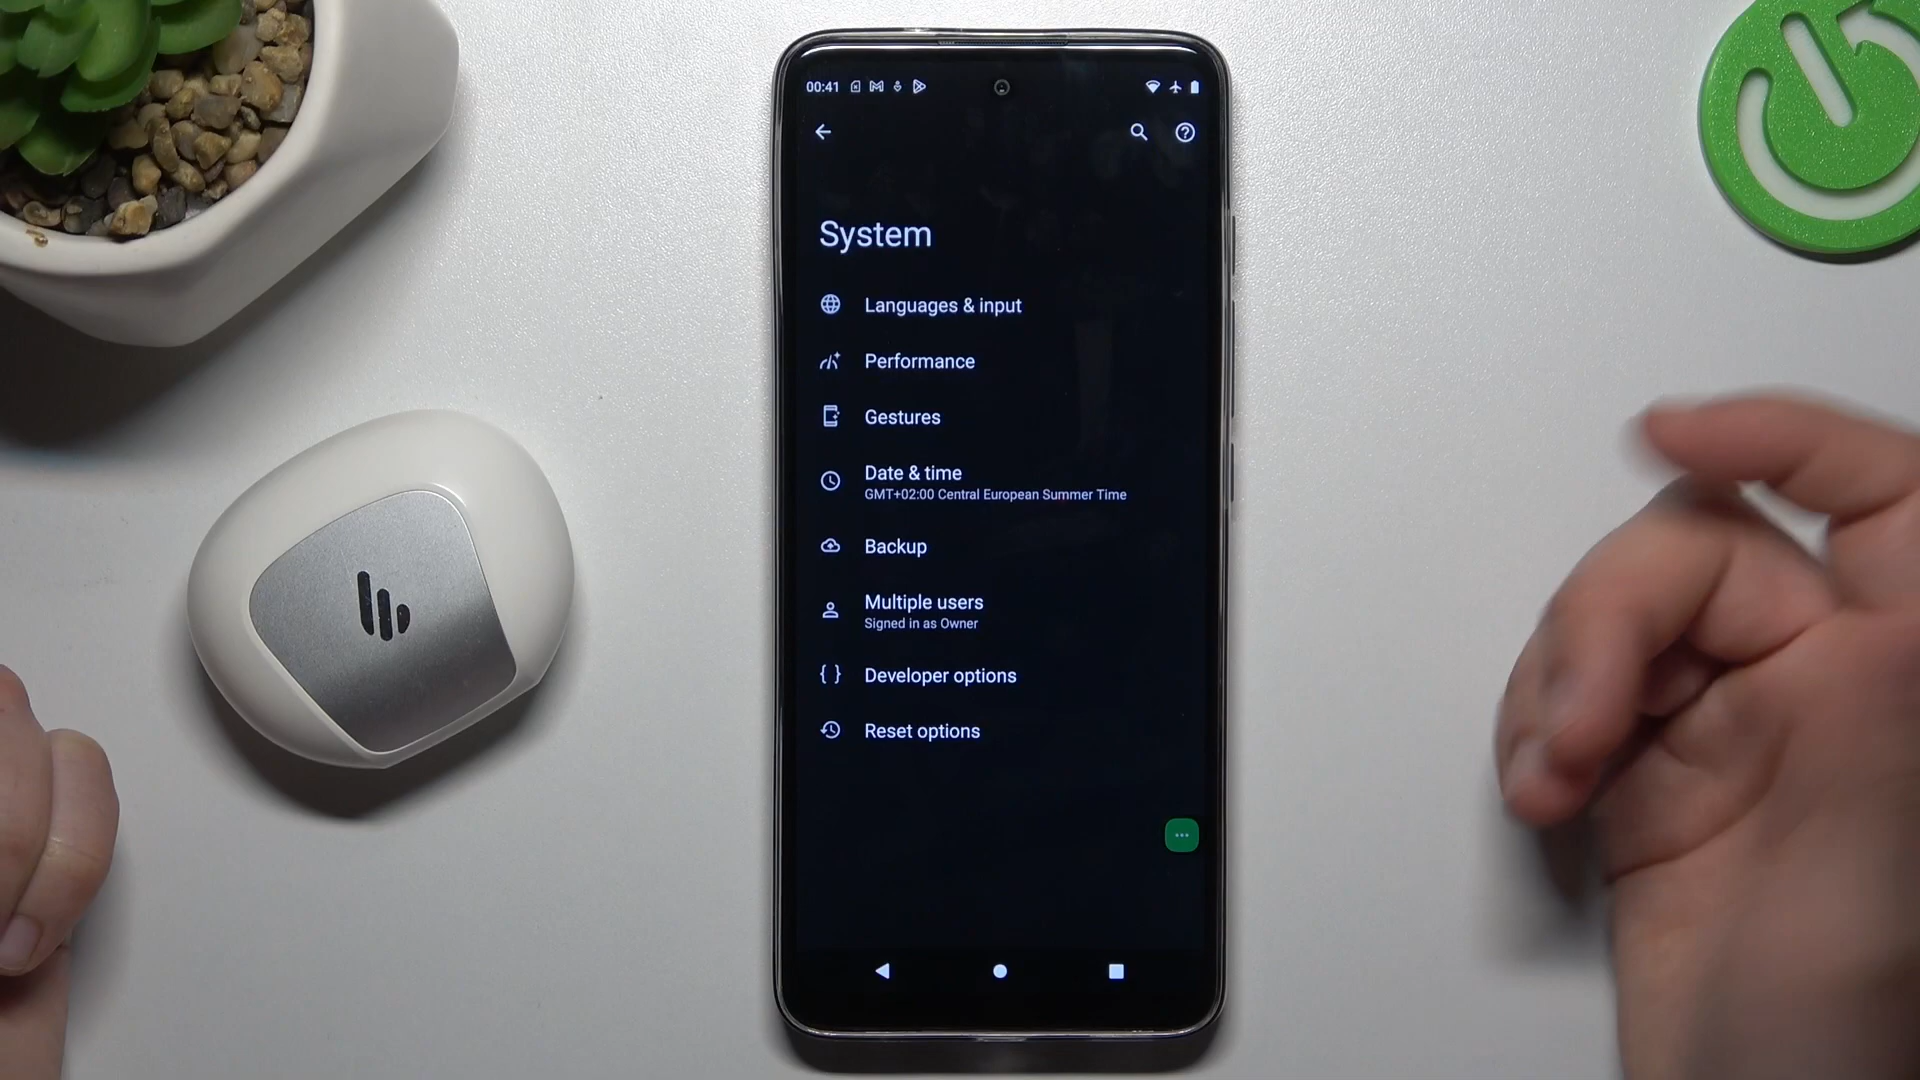 00:41
System
Languages & input
Performance
Gestures
Date & time
GMT+02:00 Central European Summer Time
Backup
Multiple users
Signed in as Owner
Developer options
Reset options